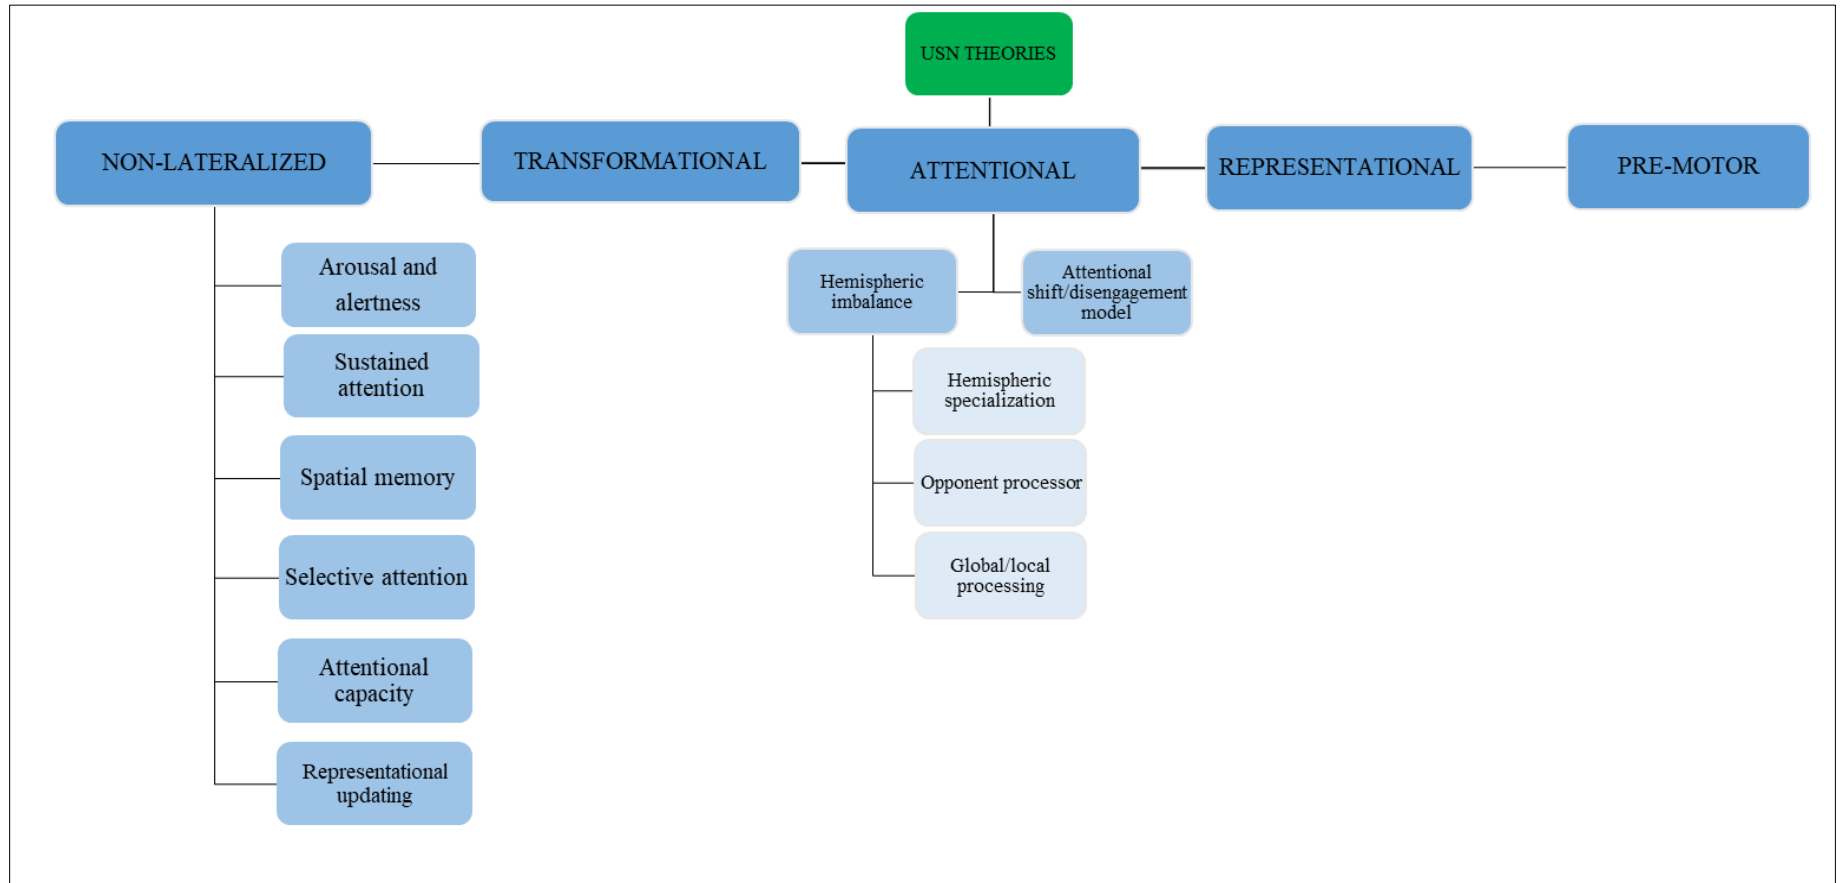 USN THEORIES
NON-LATERALIZED
TRANSFORMATIONAL
ATTENTIONAL
REPRESENTATIONAL
PRE-MOTOR
Arousal and
alertness
Sustained
attention
Spatial memory
Selective attention
Attentional
capacity
Representational
updating
Hemispheric
imbalance
Attentional
shift/disengagement
model
Hemispheric
specialization
Opponent processor
Global/local
processing